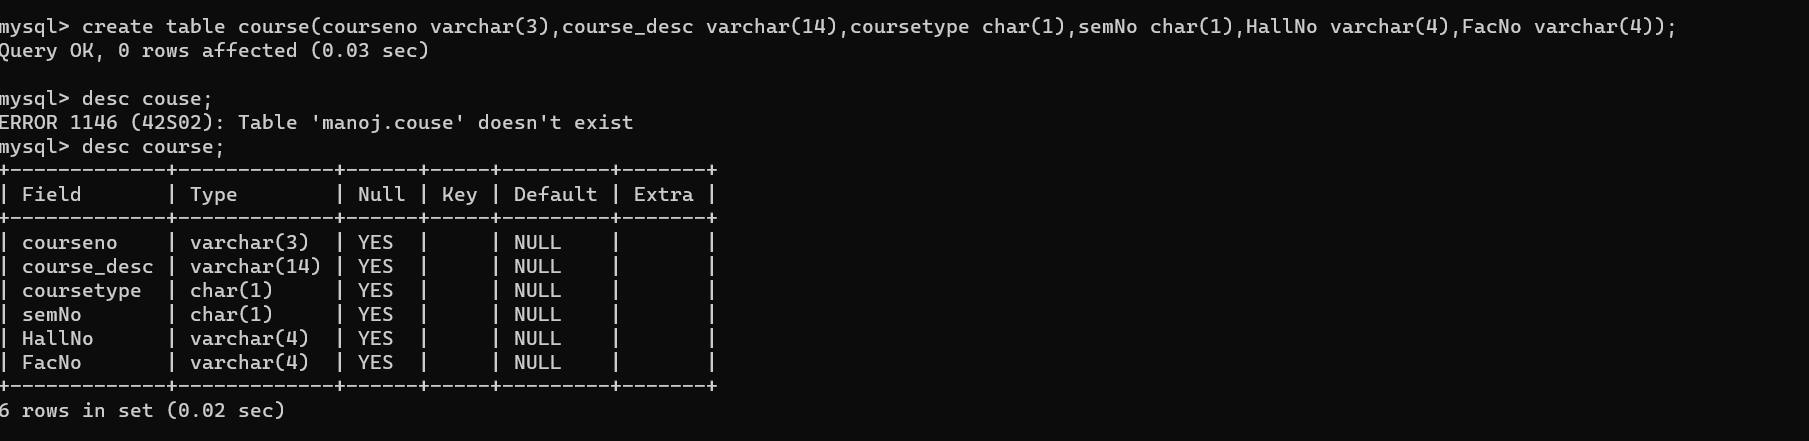 mysql> create table course(courseno varchar(3),course_desc varchar(14),coursetype char(1),semNo char(1),HallNo varchar(4),FacNo varchar(4));
Query OK, 0 rows affected (0.03 sec)
mysql> desc couse;
ERROR 1146 (42S02): Table 'manoj.couse' doesn't exist
mysql> desc course;
+-------------+-------------+------+-----+---------+-------+
| Field       | Type        | Null | Key | Default | Extra |
+-------------+-------------+------+-----+---------+-------+
| courseno    | varchar(3)  | YES  |     | NULL    |       |
| course_desc | varchar(14) | YES  |     | NULL    |       |
| coursetype  | char(1)     | YES  |     | NULL    |       |
| semNo       | char(1)     | YES  |     | NULL    |       |
| HallNo      | varchar(4)  | YES  |     | NULL    |       |
| FacNo       | varchar(4)  | YES  |     | NULL    |       |
+-------------+-------------+------+-----+---------+-------+
6 rows in set (0.02 sec)